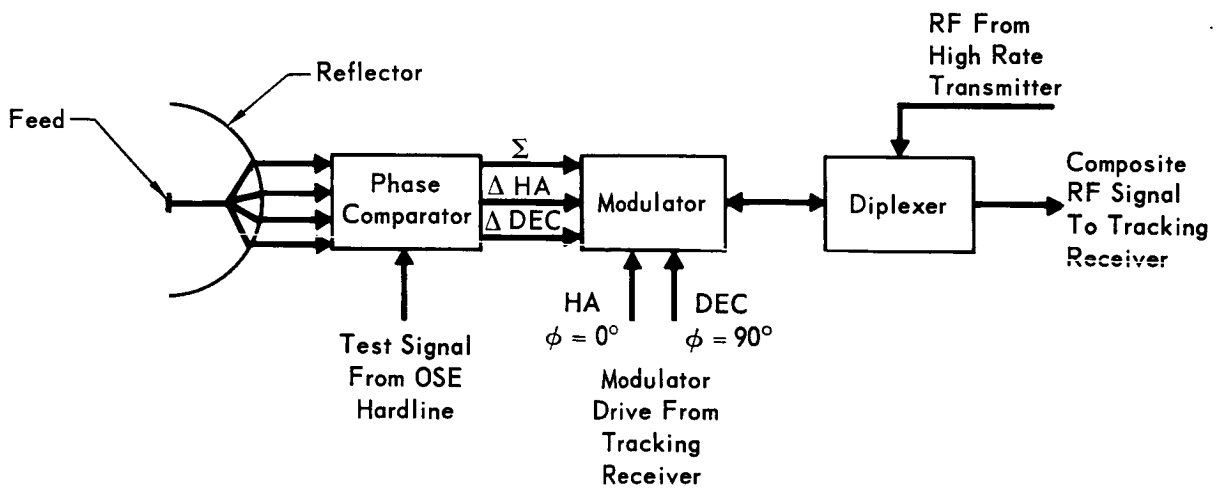 Feed
Reflector
Phase
Comparator
Σ
Δ HA
Δ DEC
Modulator
Diplexer
RF From
High Rate
Transmitter
Composite
RF Signal
To Tracking
Receiver
Test Signal
From OSE
Hardline
HA
ϕ = 0°
DEC
ϕ = 90°
Modulator
Drive From
Tracking
Receiver